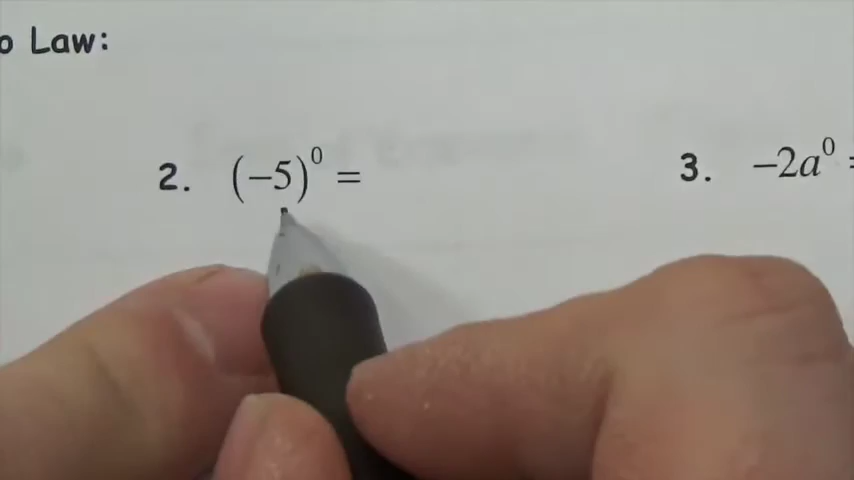 Law:
2. (−5)⁰ =
3. −2a⁰ =